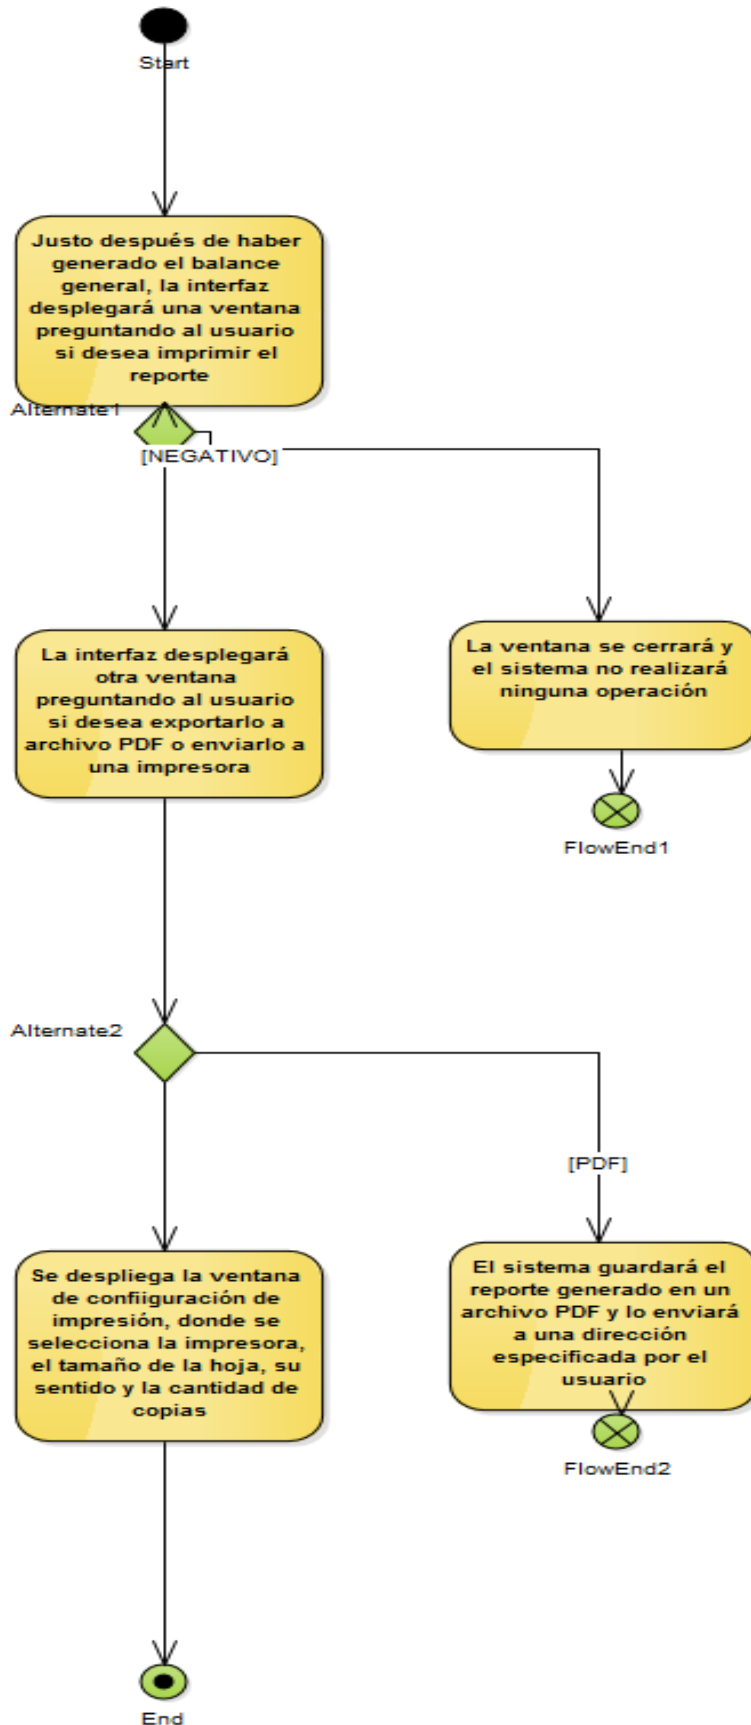 Start
Justo después de haber
generado el balance
general, la interfaz
desplegará una ventana
preguntando al usuario
si desea imprimir el
reporte
Alternate1
[NEGATIVO]
La interfaz desplegará
otra ventana
preguntando al usuario
si desea exportarlo a
archivo PDF o enviarlo a
una impresora
La ventana se cerrará y
el sistema no realizará
ninguna operación
FlowEnd1
Alternate2
[PDF]
Se despliega la ventana
de confiiguración de
impresión, donde se
selecciona la impresora,
el tamaño de la hoja, su
sentido y la cantidad de
copias
El sistema guardará el
reporte generado en un
archivo PDF y lo enviará
a una dirección
especificada por el
usuario
FlowEnd2
End